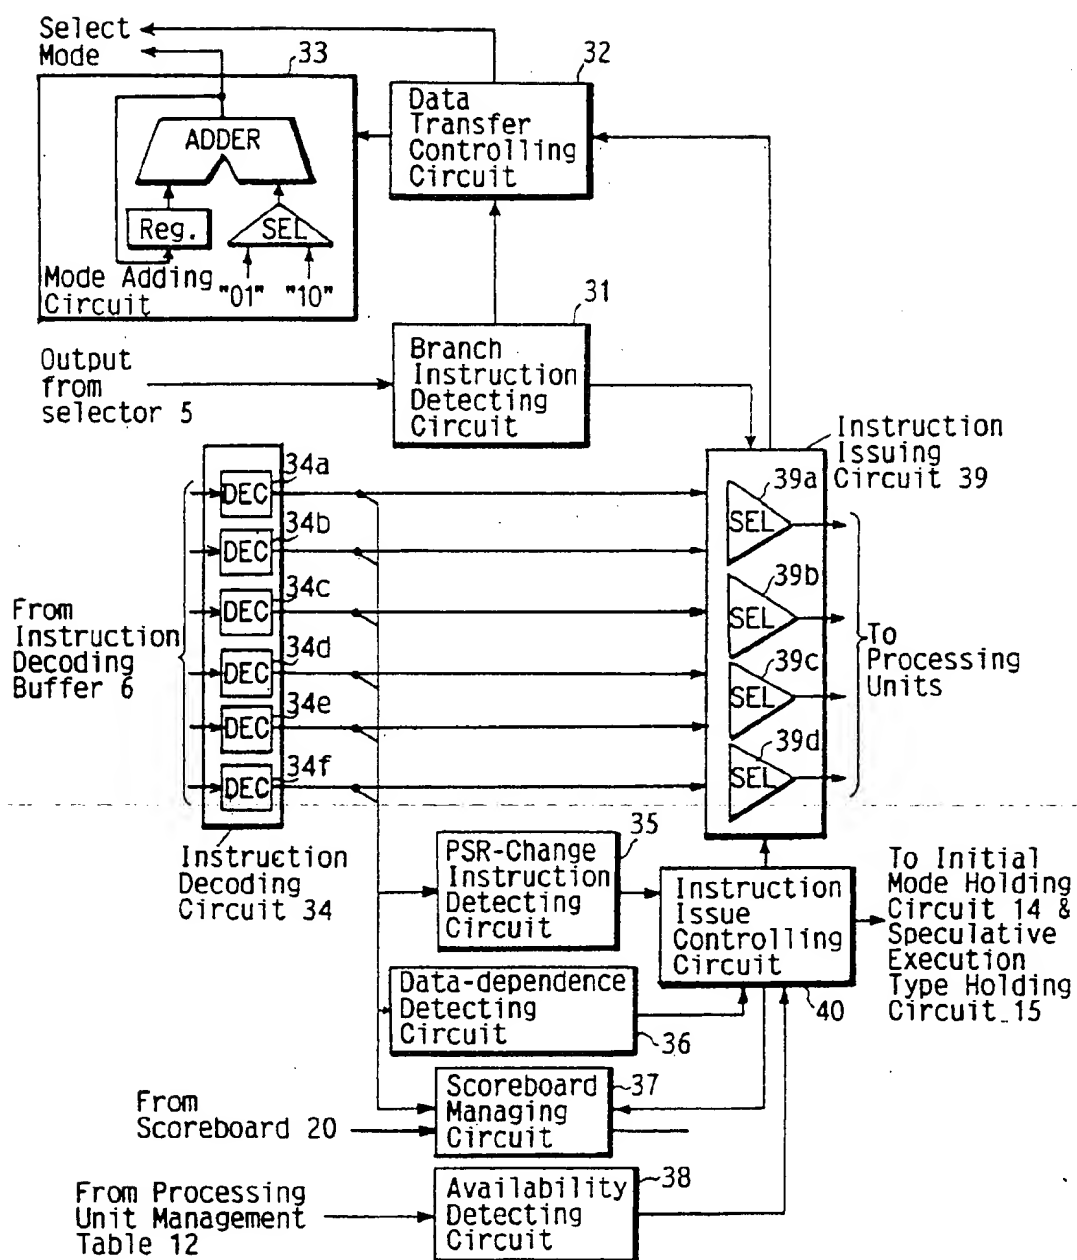 Select
Mode
33
32
ADDER
Reg.
SEL
"01" "10"
Mode Adding
Circuit
Data
Transfer
Controlling
Circuit
31
Output
from
selector 5
Branch
Instruction
Detecting
Circuit
Instruction
Issuing
Circuit 39
DEC
34a
DEC
34b
DEC
34c
DEC
34d
DEC
34e
DEC
34f
From
Instruction
Decoding
Buffer 6
39a
SEL
39b
SEL
39c
SEL
39d
SEL
To
Processing
Units
Instruction
Decoding
Circuit 34
35
PSR-Change
Instruction
Detecting
Circuit
Instruction
Issue
Controlling
Circuit
40
To Initial
Mode Holding
Circuit 14 &
Speculative
Execution
Type Holding
Circuit 15
Data-dependence
Detecting
Circuit
36
From
Scoreboard 20
Scoreboard
Managing
Circuit
37
From Processing
Unit Management
Table 12
Availability
Detecting
Circuit
38